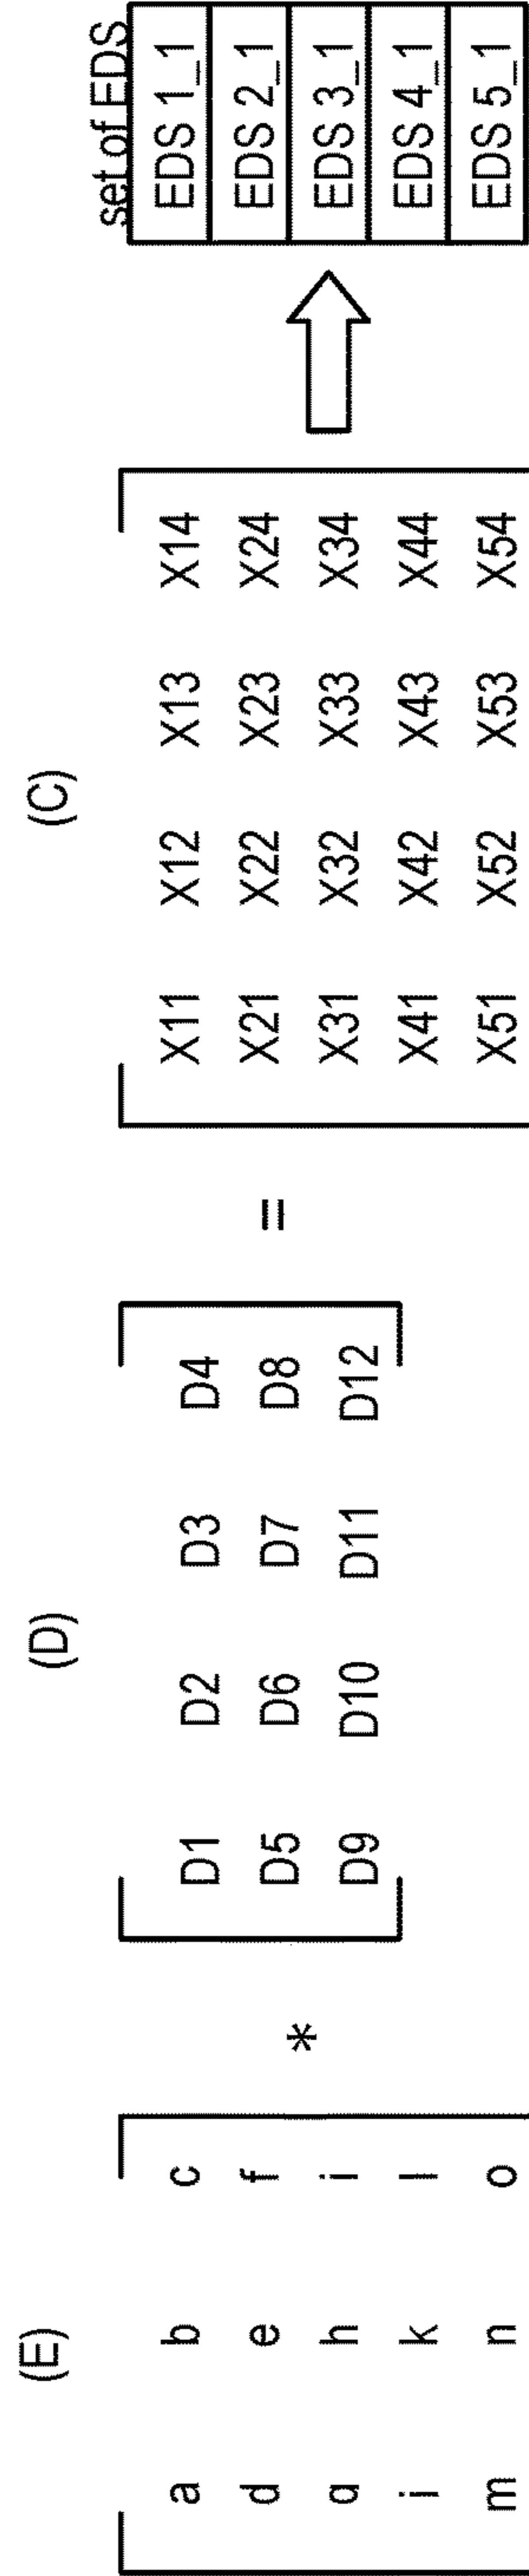 (E) (D) (C) set of EDS
a b c D1 D2 D3 D4 X11 X12 X13 X14 EDS 1_1
d e f * D5 D6 D7 D8 = X21 X22 X23 X24 EDS 2_1
g h i D9 D10 D11 D12 X31 X32 X33 X34 EDS 3_1
j k l X41 X42 X43 X44 EDS 4_1
m n o X51 X52 X53 X54 EDS 5_1